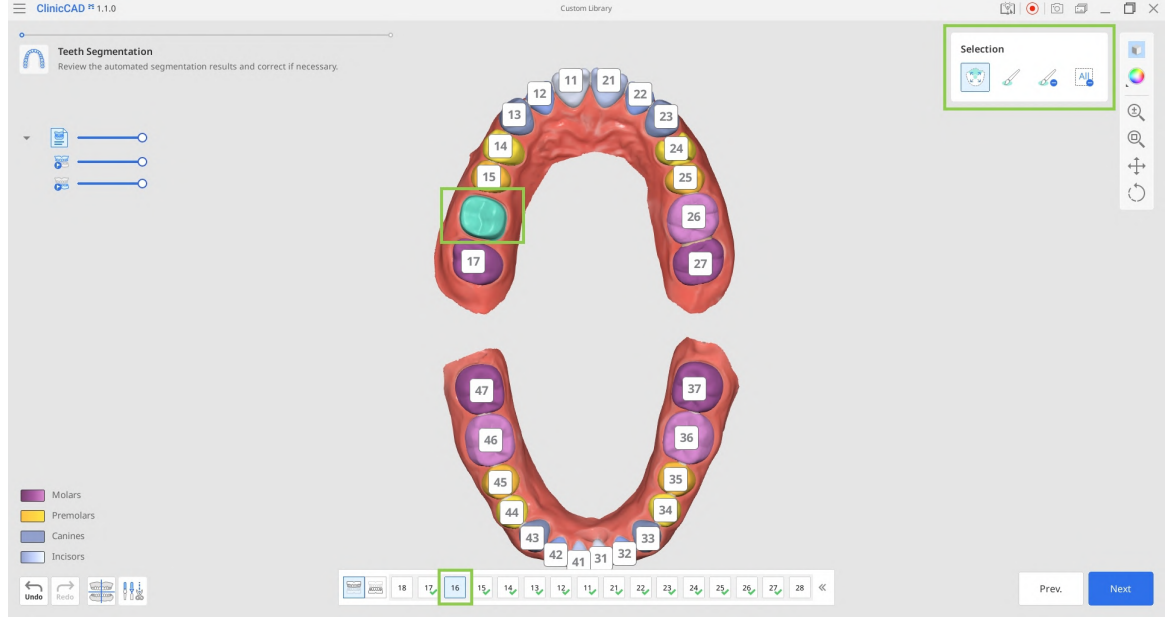 ClinicCAD 1.1.0
Custom Library
Teeth Segmentation
Review the automated segmentation results and correct if necessary.
Selection
All
11 21
12 22
13 23
14 24
15 25
26
17 27
47 37
46 36
45 35
44 34
43 33
42 41 31 32
Molars
Premolars
Canines
Incisors
Undo Redo
18 17 16 15 14 13 12 11 21 22 23 24 25 26 27 28 «
Prev. Next